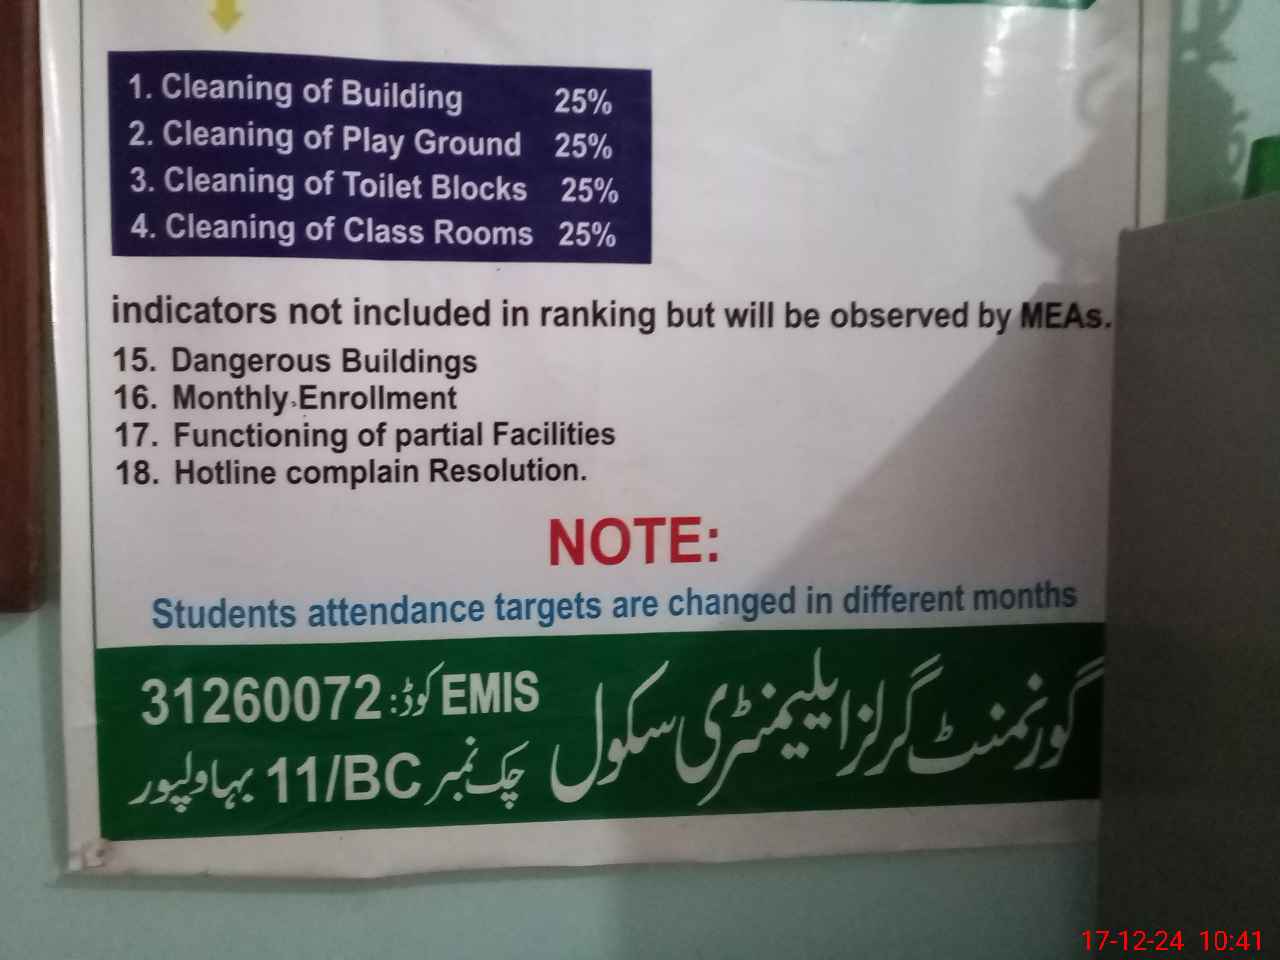 1. Cleaning of Building 25%
2. Cleaning of Play Ground 25%
3. Cleaning of Toilet Blocks 25%
4. Cleaning of Class Rooms 25%
indicators not included in ranking but will be observed by MEAs.
15. Dangerous Buildings
16. Monthly Enrollment
17. Functioning of partial Facilities
18. Hotline complain Resolution.
NOTE:
Students attendance targets are changed in different months
گورنمنٹ گرلز ایلیمنٹری سکول
EMIS کوڈ: 31260072
چک نمبر 11/BC بہاولپور
17-12-24 10:41